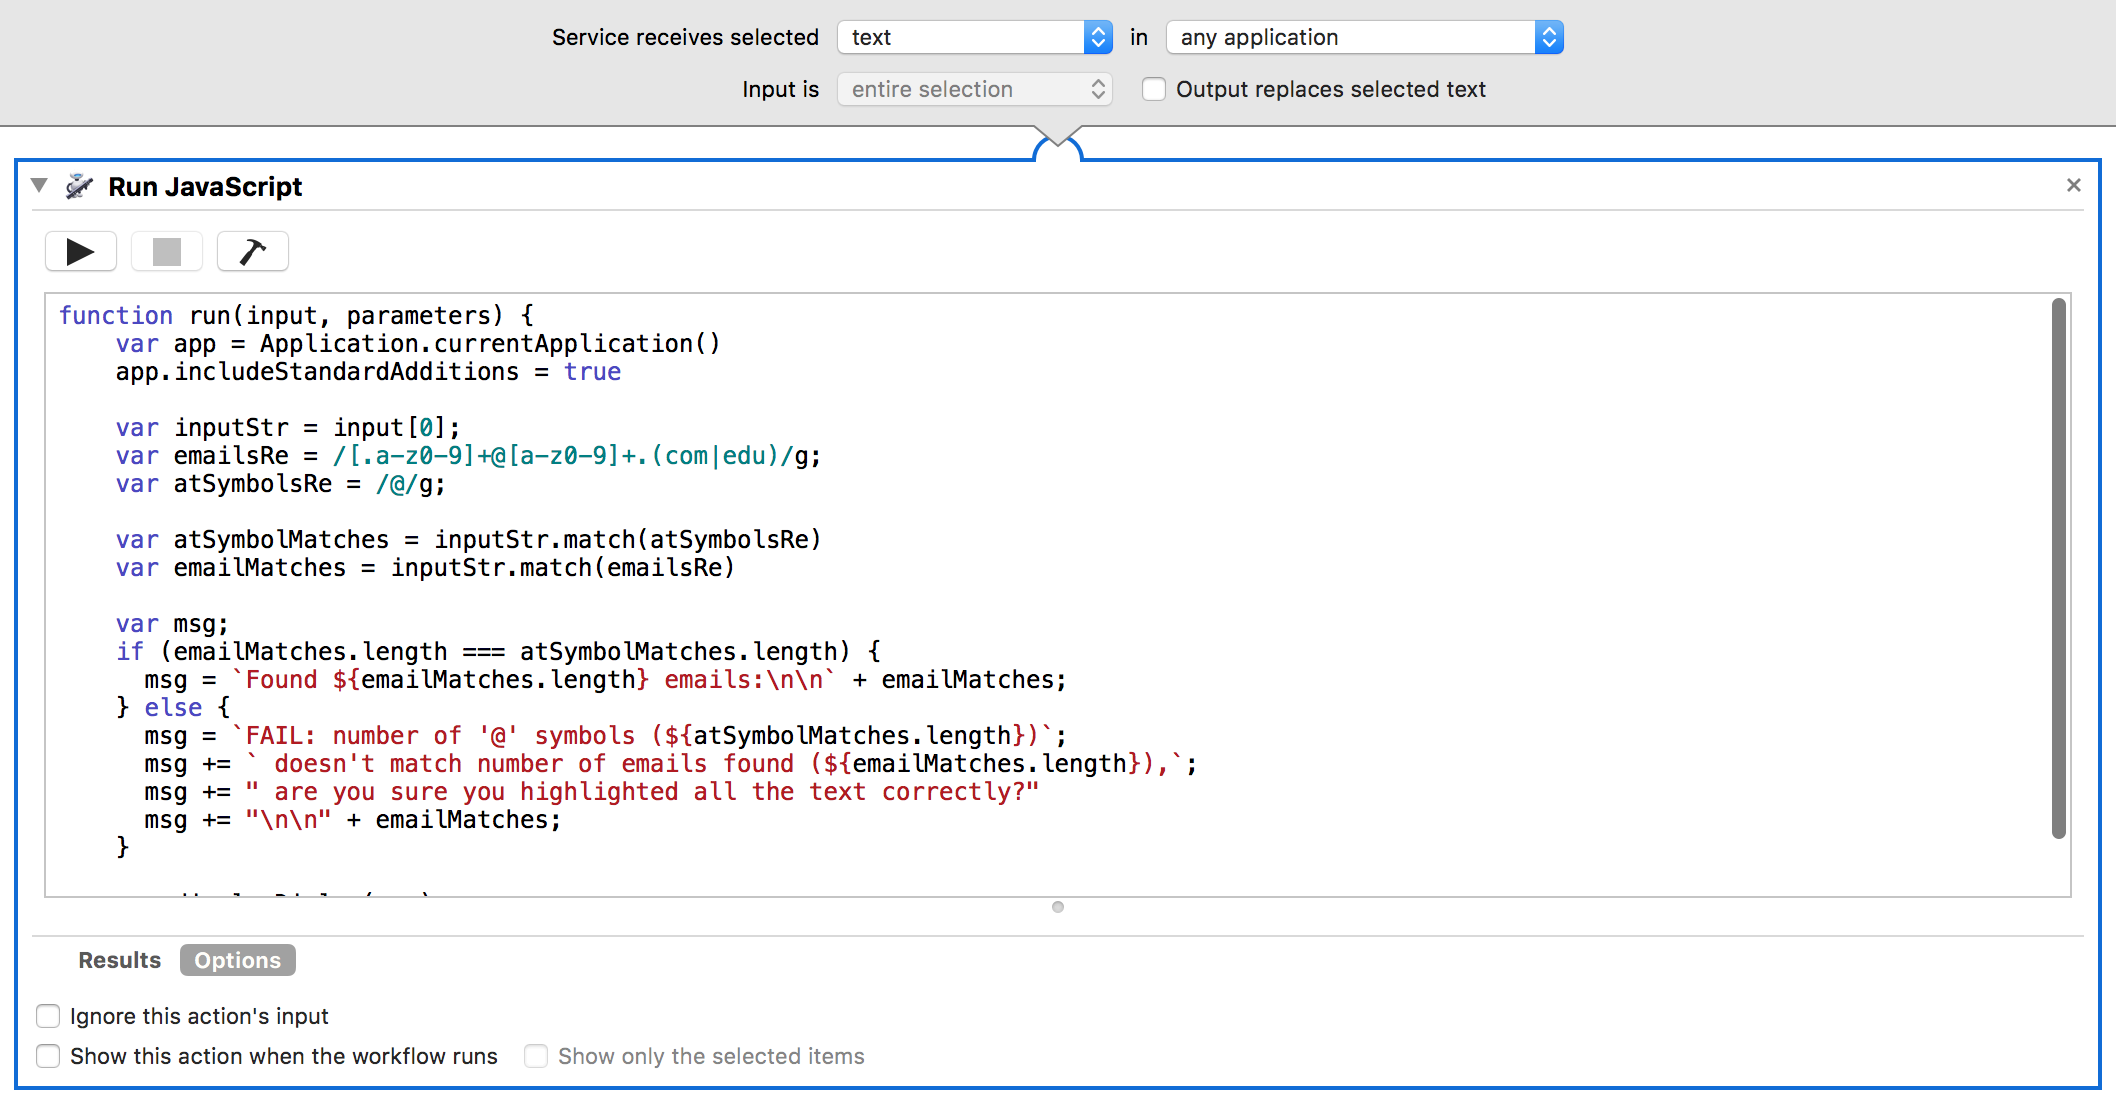 Service receives selected text in any application
Input is entire selection Output replaces selected text
Run JavaScript
function run(input, parameters) {
    var app = Application.currentApplication()
    app.includeStandardAdditions = true
    var inputStr = input[0];
    var emailsRe = /[.a-z0-9]+@[a-z0-9]+.(com|edu)/g;
    var atSymbolsRe = /@/g;
    var atSymbolMatches = inputStr.match(atSymbolsRe)
    var emailMatches = inputStr.match(emailsRe)
    var msg;
    if (emailMatches.length === atSymbolMatches.length) {
      msg = `Found ${emailMatches.length} emails:\n\n` + emailMatches;
    } else {
      msg = `FAIL: number of '@' symbols (${atSymbolMatches.length})`;
      msg += ` doesn't match number of emails found (${emailMatches.length}),`;
      msg += " are you sure you highlighted all the text correctly?"
      msg += "\n\n" + emailMatches;
    }
Results Options
Ignore this action's input
Show this action when the workflow runs Show only the selected items